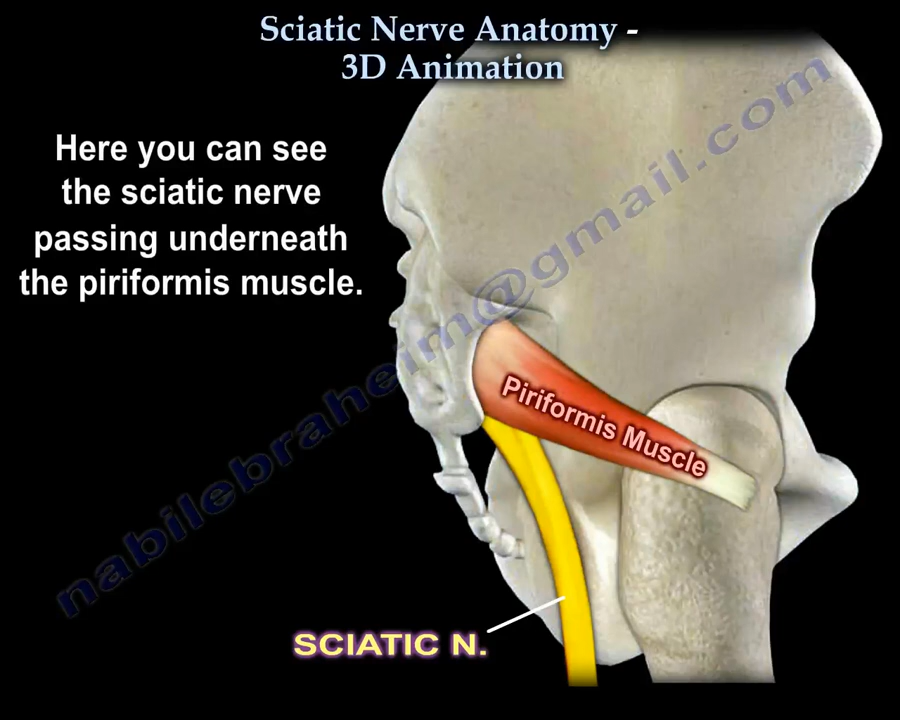 Sciatic Nerve Anatomy -
3D Animation
Here you can see
the sciatic nerve
passing underneath
the piriformis muscle.
Piriformis Muscle
SCIATIC N.
nabilebraheim@gmail.com